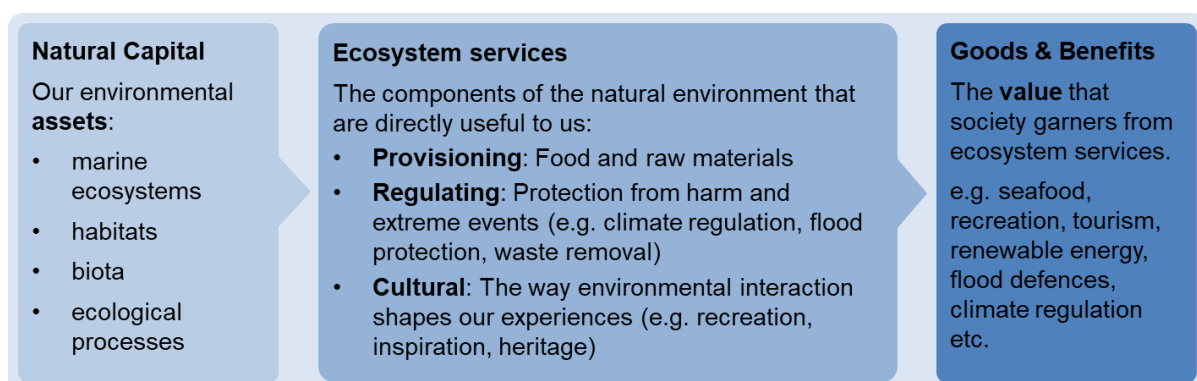 Natural Capital
Our environmental
assets:
• marine
ecosystems
• habitats
• biota
• ecological
processes
Ecosystem services
The components of the natural environment that
are directly useful to us:
• Provisioning: Food and raw materials
• Regulating: Protection from harm and
extreme events (e.g. climate regulation, flood
protection, waste removal)
• Cultural: The way environmental interaction
shapes our experiences (e.g. recreation,
inspiration, heritage)
Goods & Benefits
The value that
society garners from
ecosystem services.
e.g. seafood,
recreation, tourism,
renewable energy,
flood defences,
climate regulation
etc.